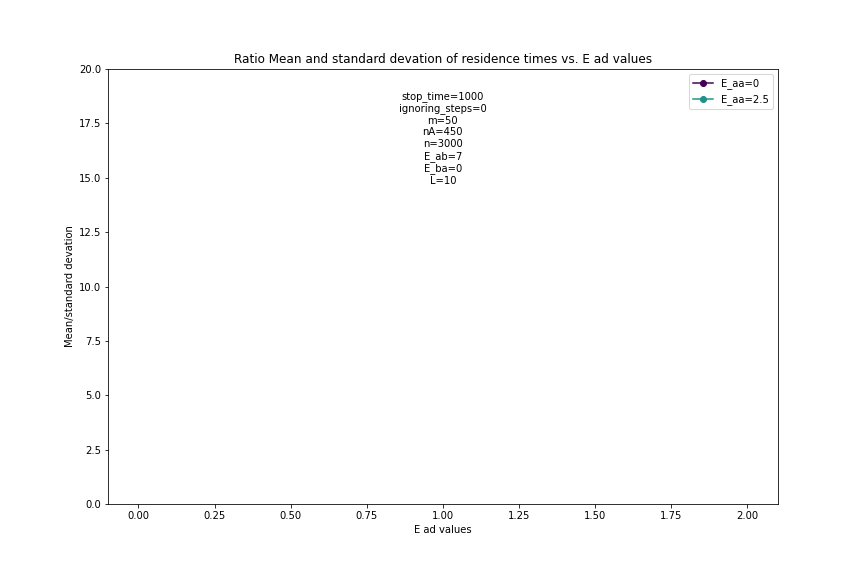 Ratio Mean and standard devation of residence times vs. E ad values
20.0
17.5
15.0
12.5
10.0
7.5
5.0
2.5
0.0
Mean/standard devation
stop_time=1000
ignoring_steps=0
m=50
nA=450
n=3000
E_ab=7
E_ba=0
L=10
E_aa=0
E_aa=2.5
0.00 0.25 0.50 0.75 1.00 1.25 1.50 1.75 2.00
E ad values